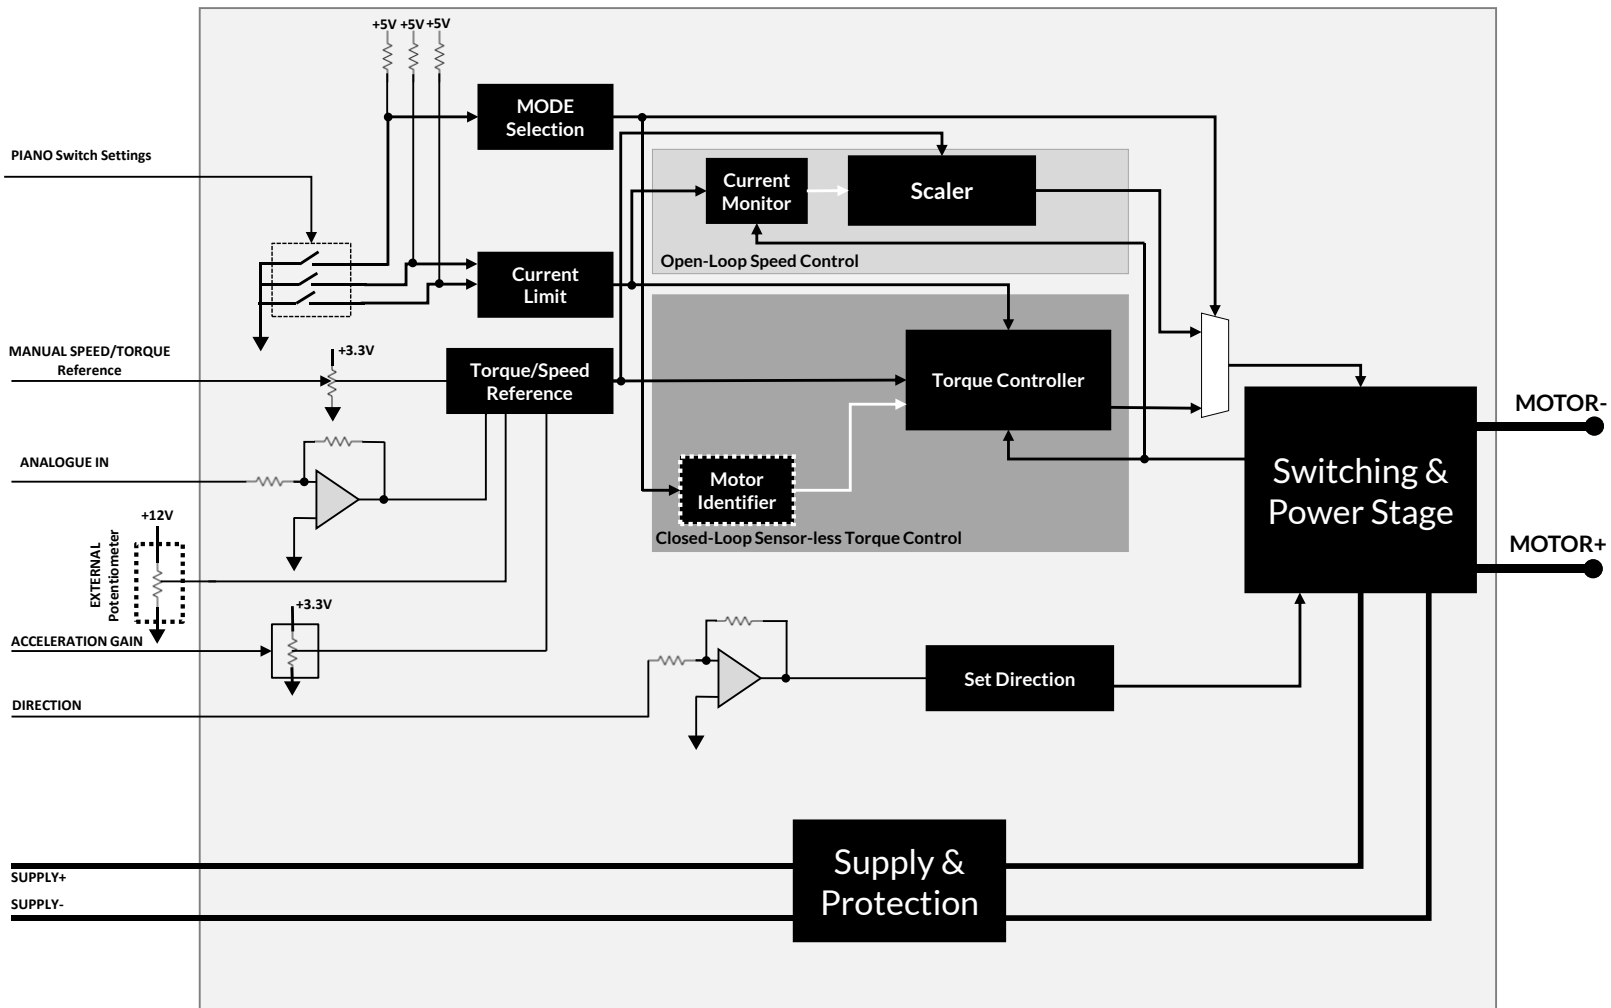 +5V +5V +5V
MODE
Selection
PIANO Switch Settings
Current
Monitor
Scaler
Open-Loop Speed Control
Current
Limit
MANUAL SPEED/TORQUE
Reference
+3.3V
Torque/Speed
Reference
Torque Controller
MOTOR-
ANALOGUE IN
Motor
Identifier
Switching &
Power Stage
+12V
Closed-Loop Sensor-less Torque Control
MOTOR+
EXTERNAL
Potentiometer
+3.3V
ACCELERATION GAIN
Set Direction
DIRECTION
Supply &
Protection
SUPPLY+
SUPPLY-